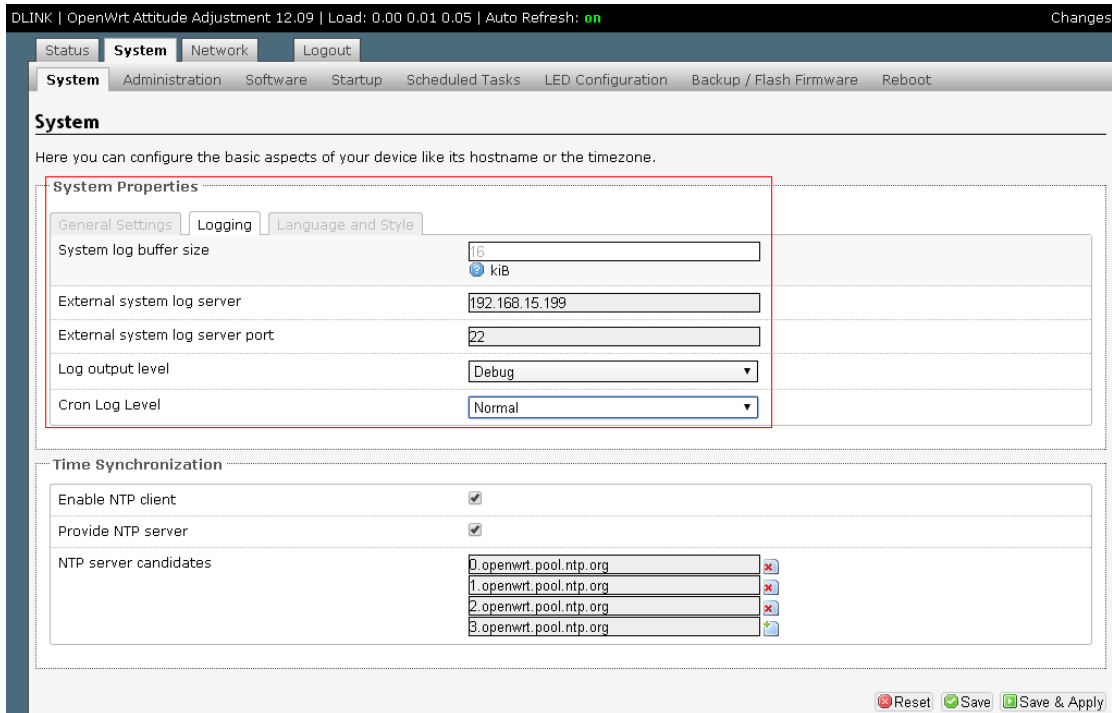 DLINK | OpenWrt Attitude Adjustment 12.09 | Load: 0.00 0.01 0.05 | Auto Refresh: on Changes
Status System Network Logout
System Administration Software Startup Scheduled Tasks LED Configuration Backup / Flash Firmware Reboot
System
Here you can configure the basic aspects of your device like its hostname or the timezone.
System Properties
General Settings Logging Language and Style
System log buffer size 16
kiB
External system log server 192.168.15.199
External system log server port 22
Log output level Debug
Cron Log Level Normal
Time Synchronization
Enable NTP client
Provide NTP server
NTP server candidates 0.openwrt.pool.ntp.org
1.openwrt.pool.ntp.org
2.openwrt.pool.ntp.org
3.openwrt.pool.ntp.org
Reset Save Save & Apply